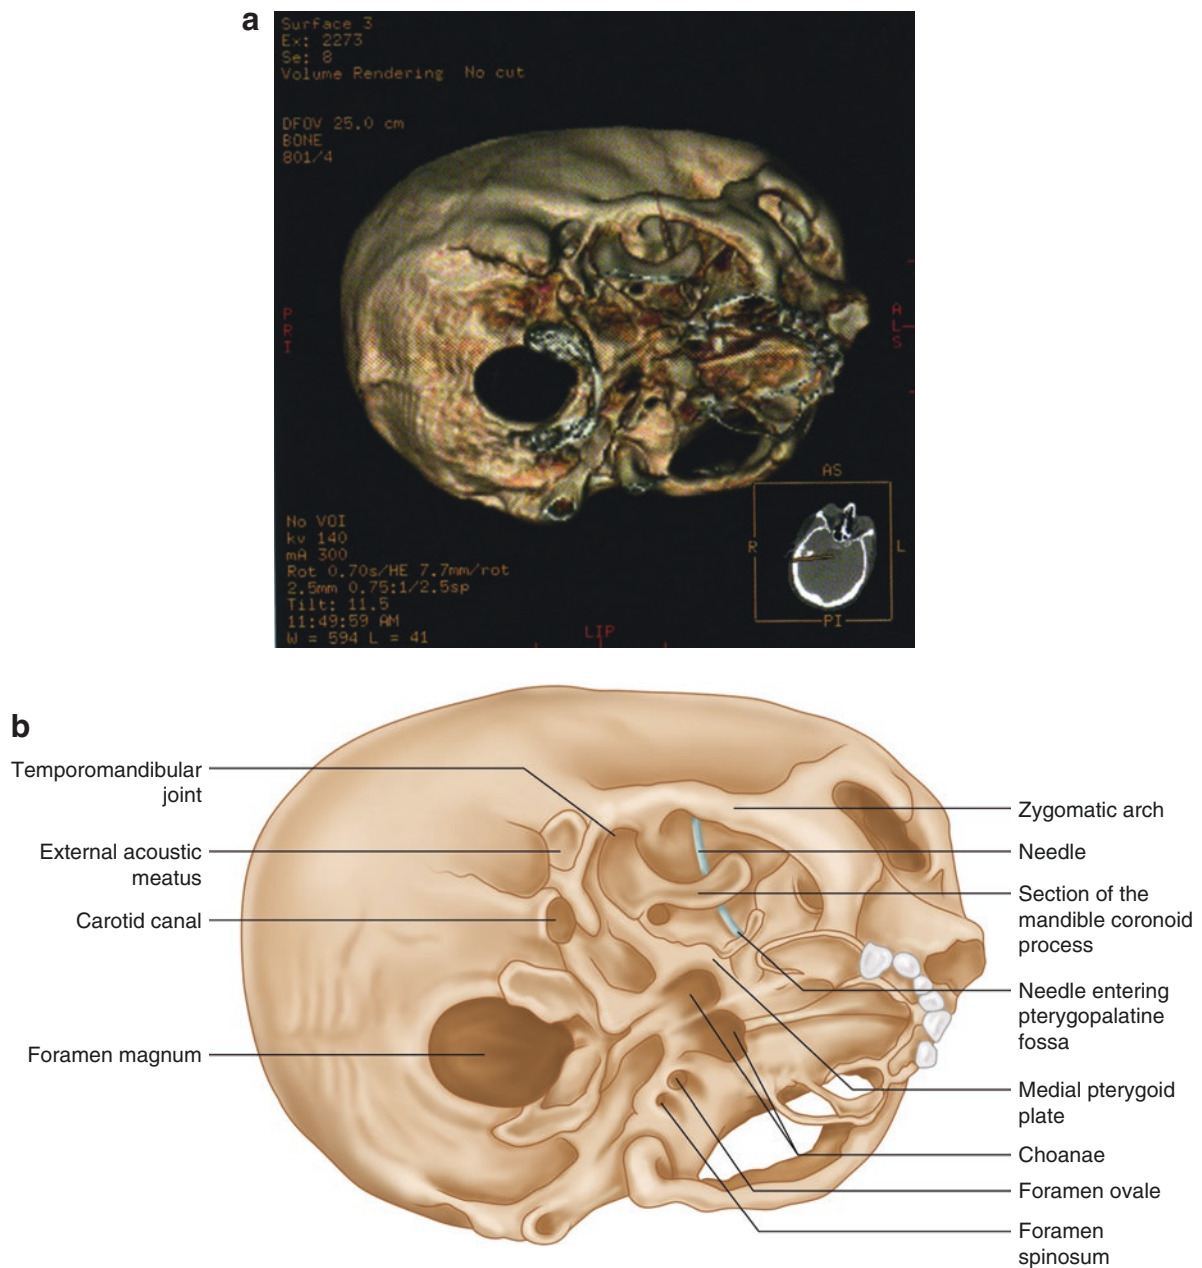 a
Surface 3
Ex: 2273
Se: 8
Volume Rendering No cut
DFOV 25.0 cm
BONE
801/4
P
R
I
A
L
S
No VOI
kv 140
mA 300
Rot 0.70s/HE 7.7mm/rot
2.5mm 0.75:1/2.5sp
Tilt: 11.5
11:49:59 AM
W = 594 L = 41
LIP
AS
R
L
PI
b
Temporomandibular
joint
External acoustic
meatus
Carotid canal
Foramen magnum
Zygomatic arch
Needle
Section of the
mandible coronoid
process
Needle entering
pterygopalatine
fossa
Medial pterygoid
plate
Choanae
Foramen ovale
Foramen
spinosum